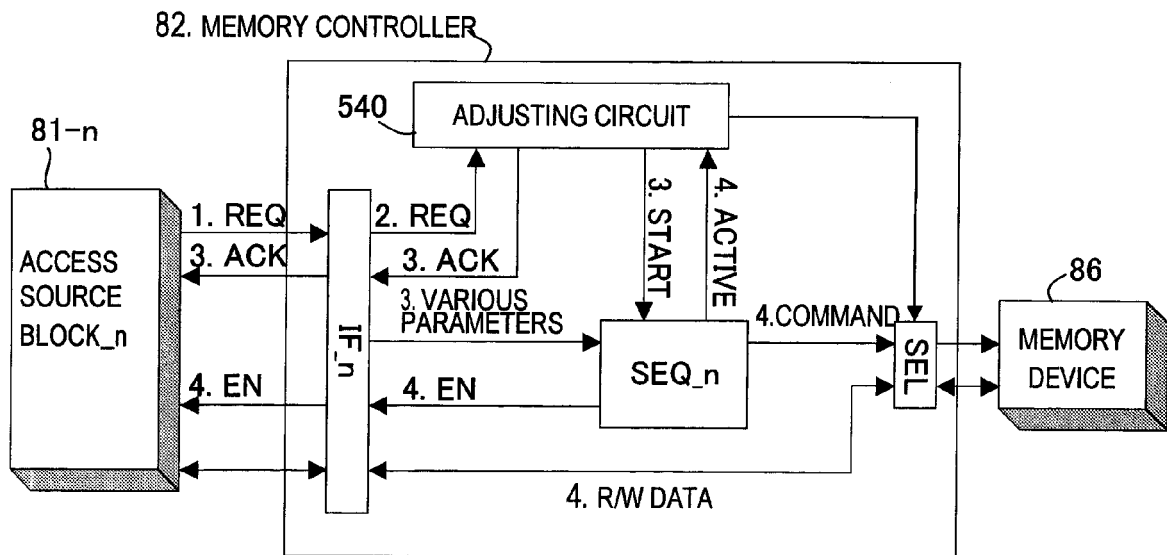 82. MEMORY CONTROLLER
540
ADJUSTING CIRCUIT
81-n
ACCESS
SOURCE
BLOCK_n
1. REQ
3. ACK
4. EN
IF_n
2. REQ
3. ACK
3. VARIOUS
PARAMETERS
4. EN
3. START
4. ACTIVE
SEQ_n
4.COMMAND
4. R/W DATA
SEL
86
MEMORY
DEVICE